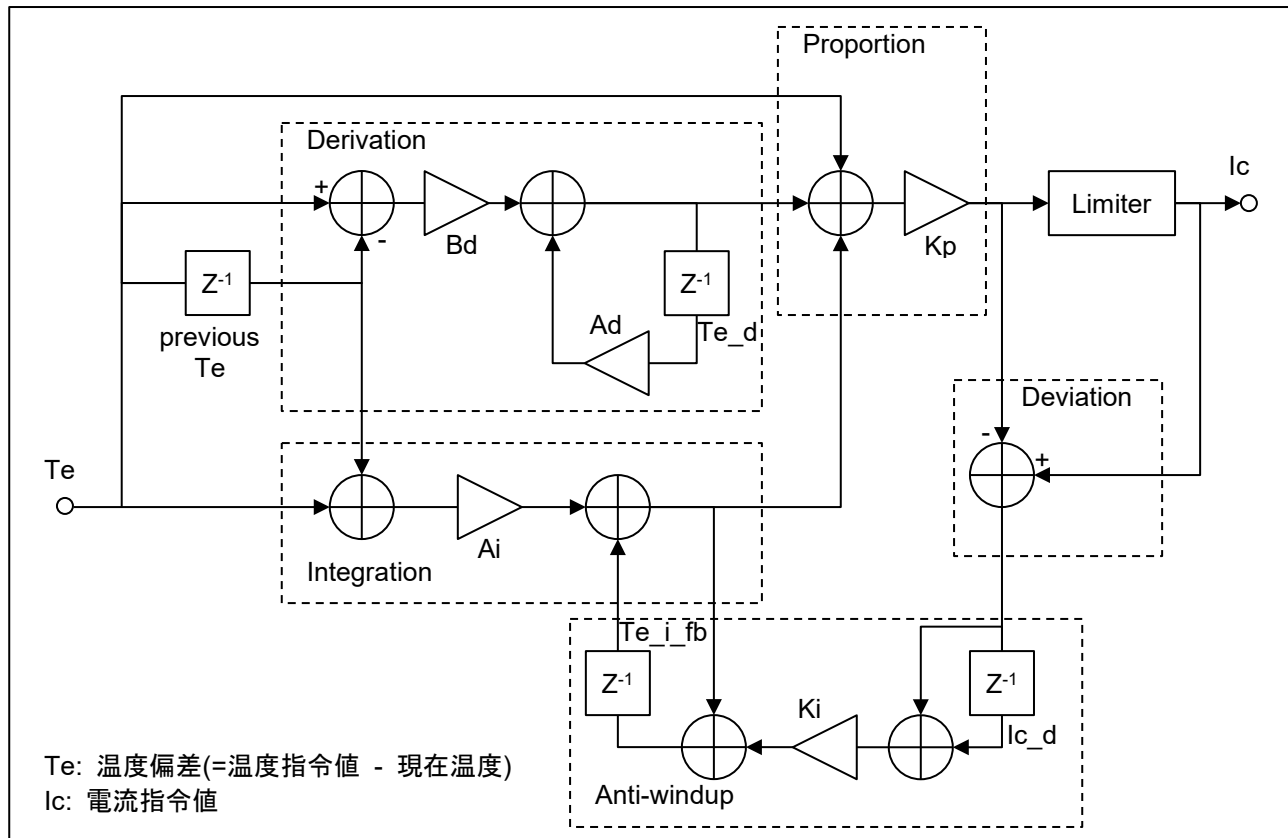 Proportion
Derivation
Ic
+
Limiter
-
Bd
Kp
Z-1
Z-1
previous
Te
Ad
Te_d
Deviation
-
+
Te
Ai
Integration
Te_i_fb
Z-1
Z-1
Ki
Ic_d
Te: 温度偏差(=温度指令値 - 現在温度)
Ic: 電流指令値
Anti-windup